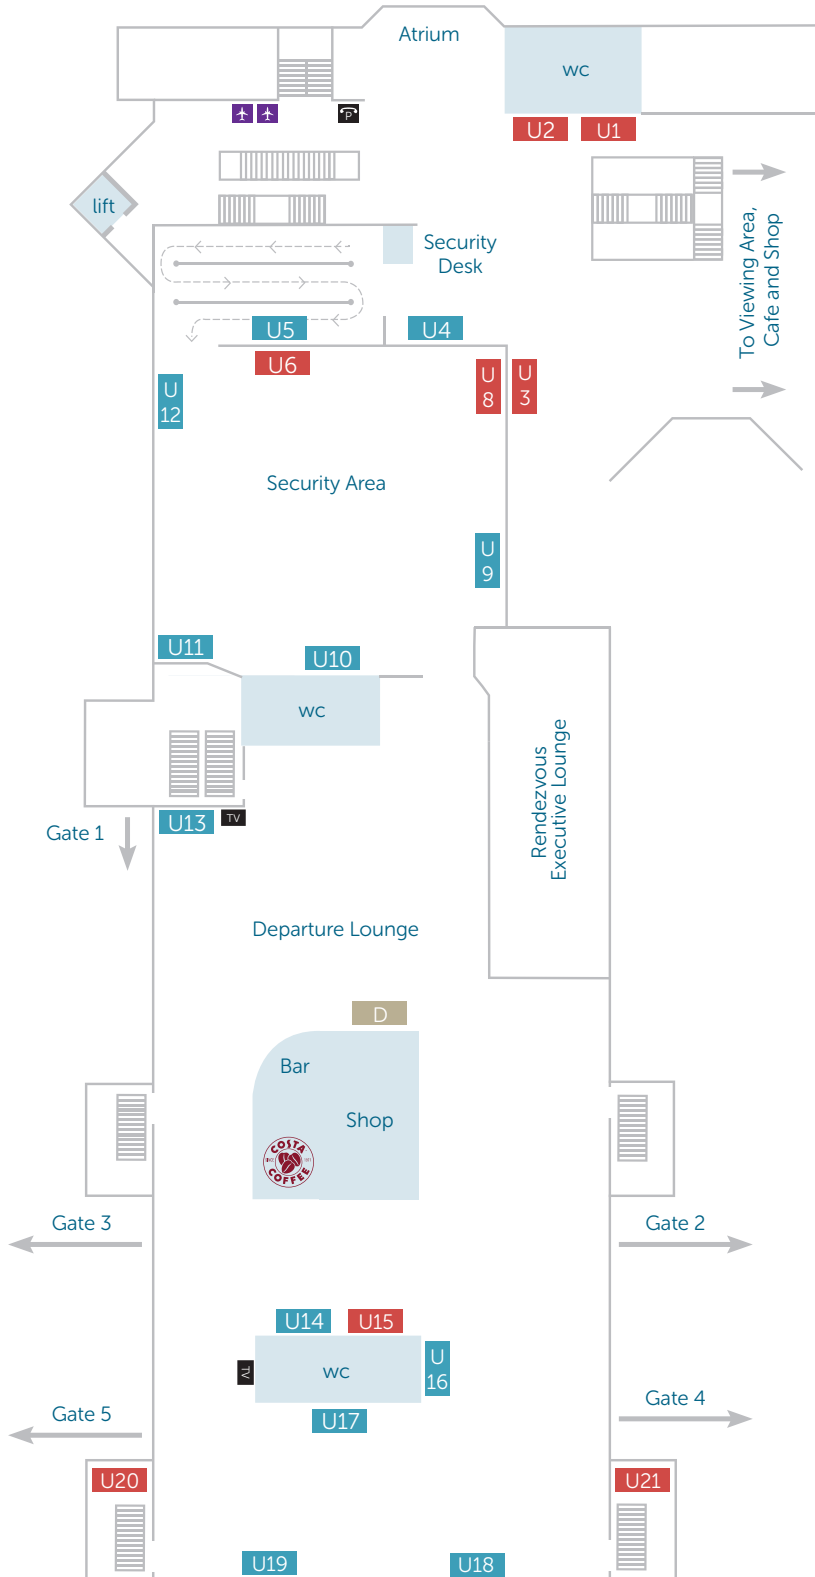 Atrium
wc
U2
U1
P
lift
Security
Desk
To Viewing Area,
Cafe and Shop
U5
U4
U6
U
8
U
3
U
12
Security Area
U
9
U11
U10
wc
Rendezvous
Executive Lounge
U13
TV
Gate 1
Departure Lounge
D
Bar
Shop
COSTA
COFFEE
Gate 3
Gate 2
U14
U15
TV
wc
U
16
U17
Gate 5
Gate 4
U20
U21
U19
U18